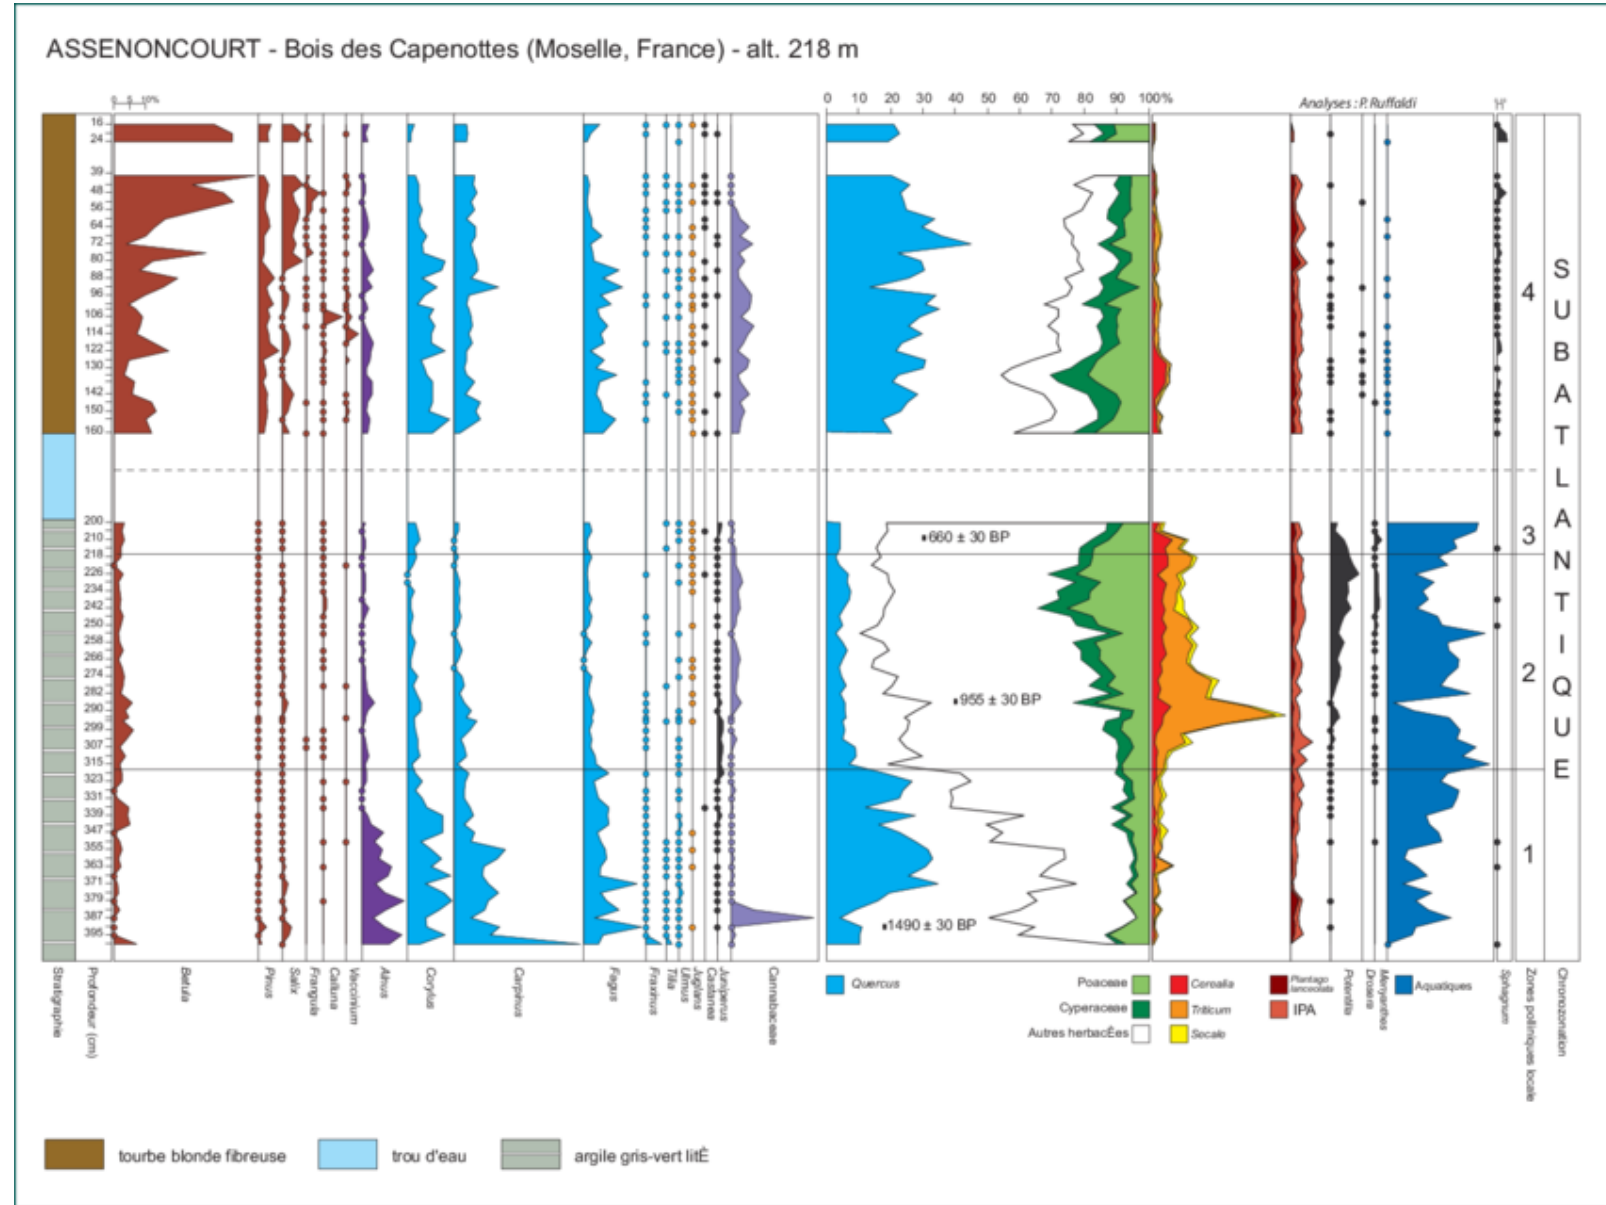 ASSENONCOURT - Bois des Capenottes (Moselle, France) - alt. 218 m
0 5 10%
0 10 20 30 40 50 60 70 80 90 100%
Analyses : P. Ruffaldi
'H'
16
24
39
48
56
64
72
80
88
96
106
114
122
130
142
150
160
200
210
218
226
234
242
250
258
266
274
282
290
299
307
315
323
331
339
347
355
363
371
379
387
395
660 ± 30 BP
955 ± 30 BP
1490 ± 30 BP
4
3
2
1
SUBATLANTIQUE
Stratigraphie
Profondeur (cm)
Betula
Pinus
Salix
Frangula
Calluna
Vaccinium
Alnus
Corylus
Carpinus
Fagus
Fraxinus
Tilia
Ulmus
Juglans
Castanea
Juniperus
Cannabaceae
Quercus
Poaceae
Cyperaceae
Autres herbacÈes
Cerealia
Triticum
Secale
Plantago
lanceolata
IPA
Potentilla
Drosera
Menyanthes
Aquatiques
Sphagnum
Zones polliniques locale
Chronozonation
tourbe blonde fibreuse
trou d'eau
argile gris-vert litÈ